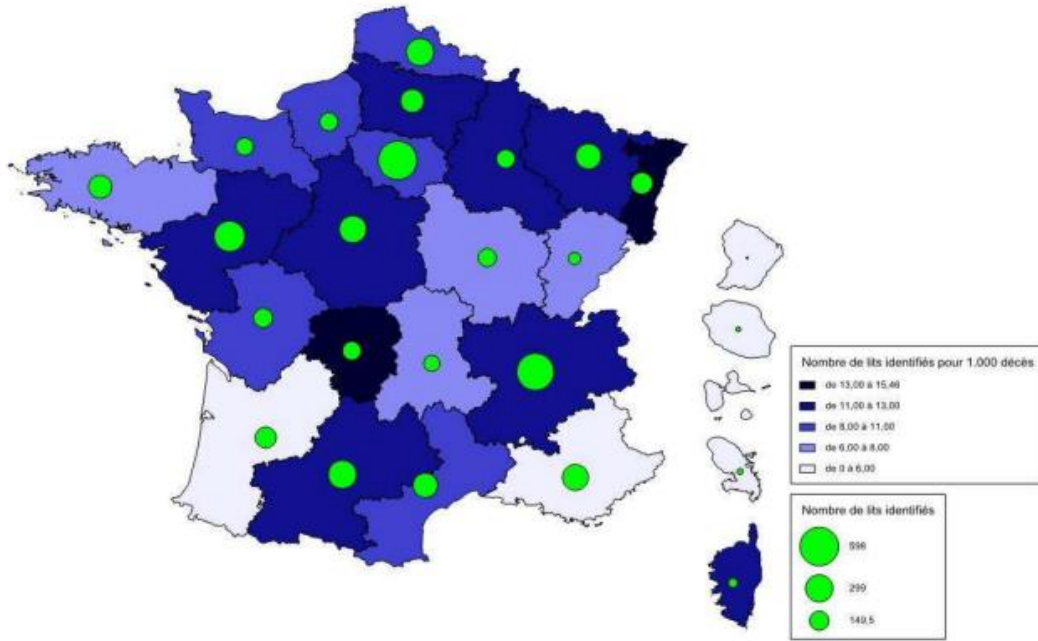 Nombre de lits identifiés pour 1.000 décès
de 13,00 à 15,46
de 11,00 à 13,00
de 8,00 à 11,00
de 6,00 à 8,00
de 0 à 6,00
Nombre de lits identifiés
598
299
149,5